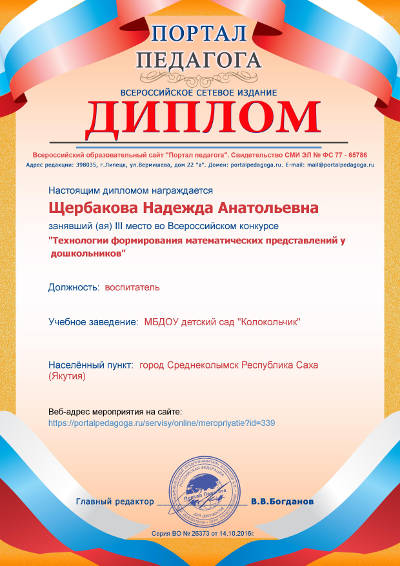 ПОРТАЛ
ПЕДАГОГА
ВСЕРОССИЙСКОЕ СЕТЕВОЕ ИЗДАНИЕ
ДИПЛОМ
Всероссийский образовательный сайт "Портал педагога". Свидетельство СМИ ЭЛ № ФС 77 - 65786
Адрес редакции: 398035, г.Липецк, ул.Вермишева, дом 22 "а". Домен: portalpedagoga.ru. E-mail: mail@portalpedagoga.ru
Настоящим дипломом награждается
Щербакова Надежда Анатольевна
занявший (ая) III место во Всероссийском конкурсе
"Технологии формирования математических представлений у
дошкольников"
Должность: воспитатель
Учебное заведение: МБДОУ детский сад "Колокольчик"
Населённый пункт: город Среднеколымск Республика Саха
(Якутия)
Веб-адрес мероприятия на сайте:
https://portalpedagoga.ru/servisy/online/meropriyatie?id=339
Главный редактор
В.В.Богданов
Серия ВО № 26373 от 14.10.2016г.